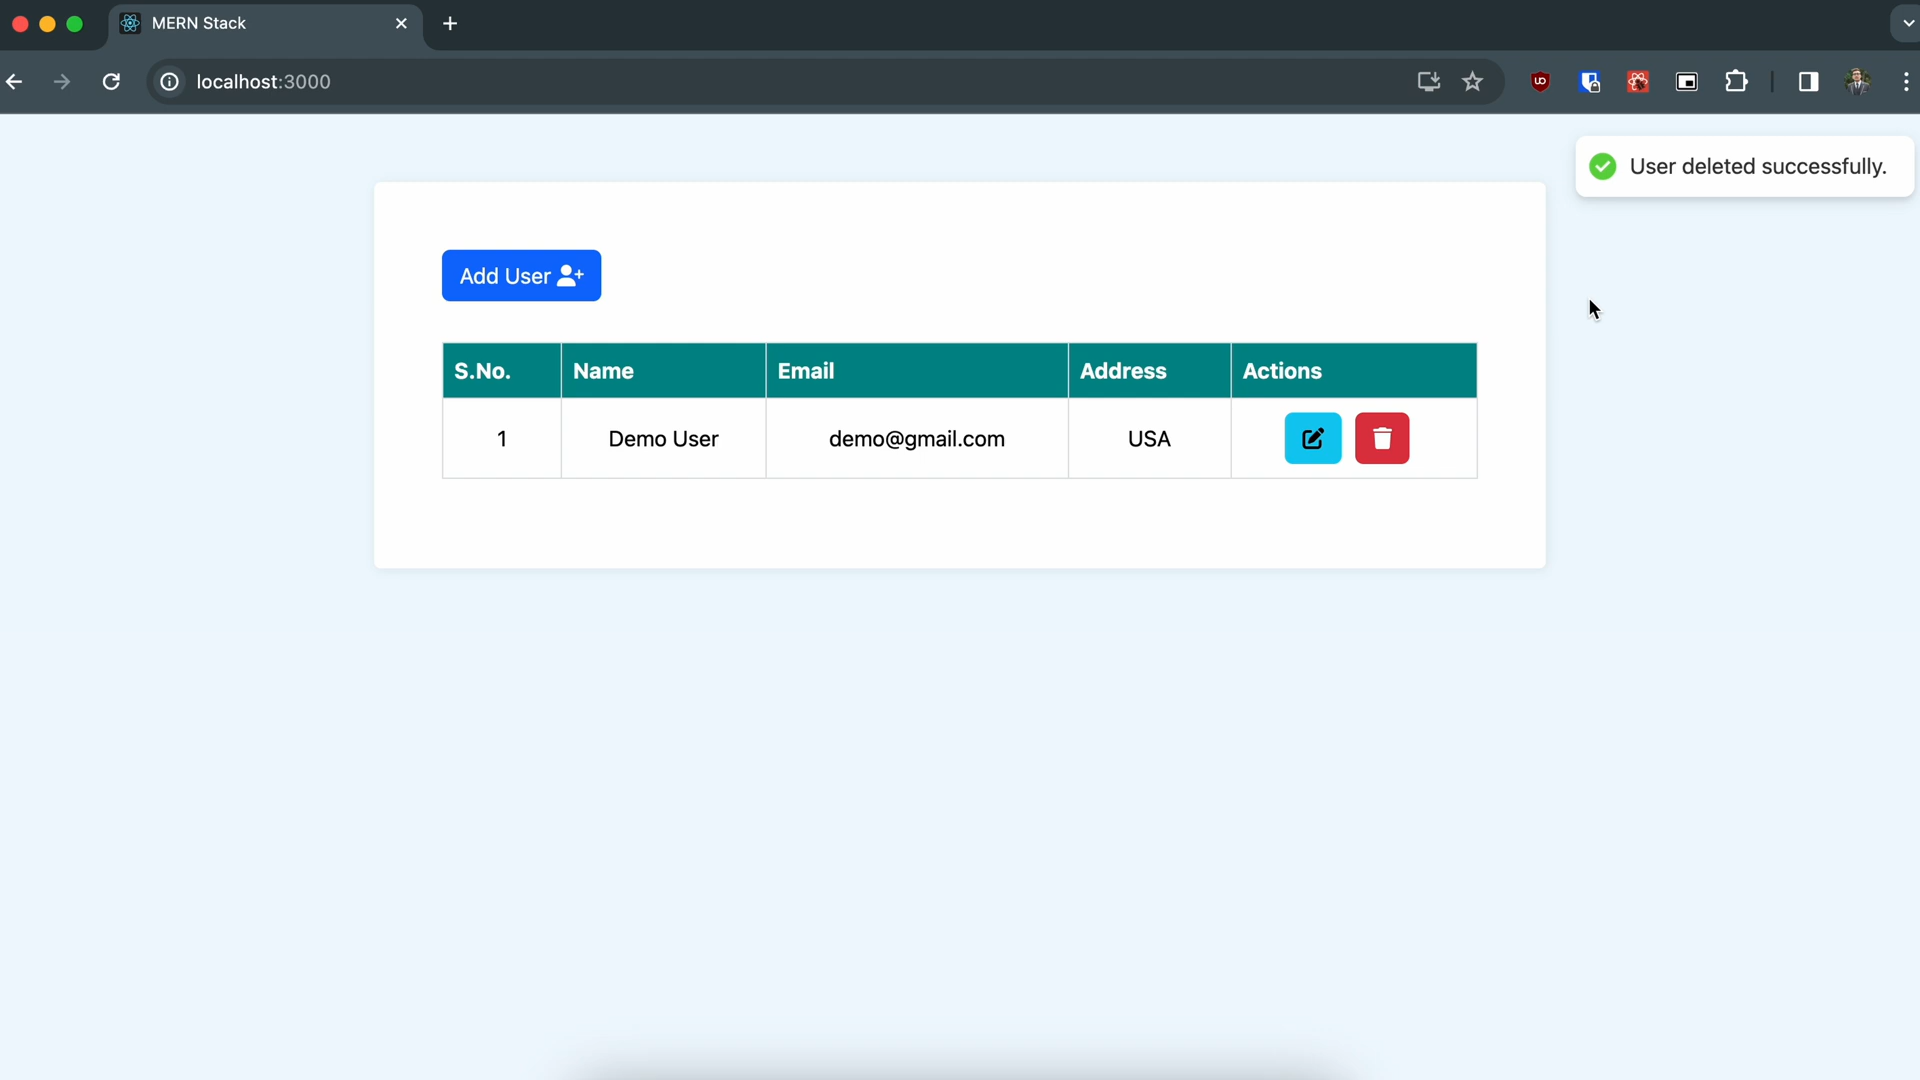 MERN Stack
localhost:3000
User deleted successfully.
Add User
S.No. Name Email Address Actions
1 Demo User demo@gmail.com USA